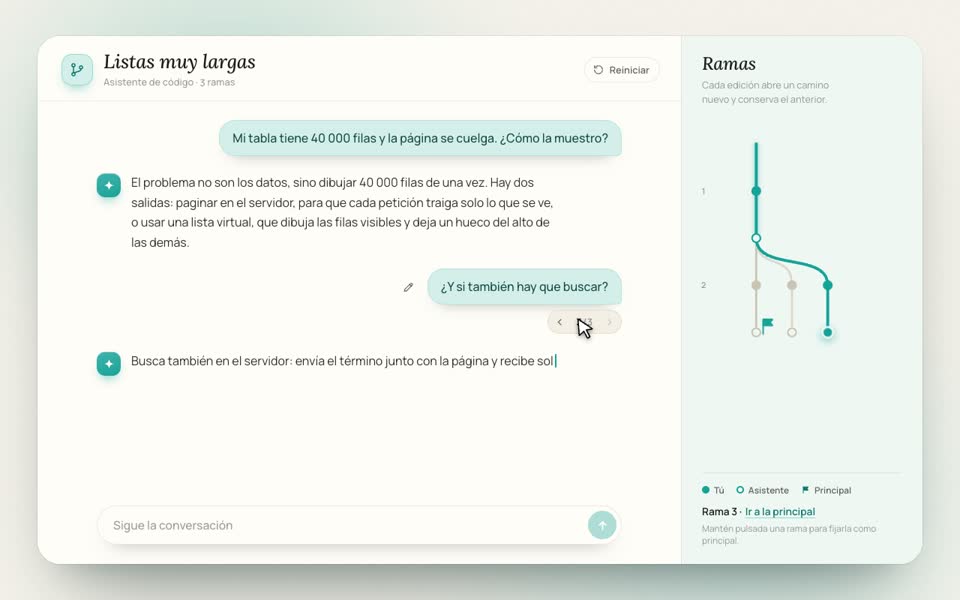 Listas muy largas
Asistente de código · 3 ramas
Reiniciar
Mi tabla tiene 40 000 filas y la página se cuelga. ¿Cómo la muestro?
El problema no son los datos, sino dibujar 40 000 filas de una vez. Hay dos
salidas: paginar en el servidor, para que cada petición traiga solo lo que se ve,
o usar una lista virtual, que dibuja las filas visibles y deja un hueco del alto de
las demás.
¿Y si también hay que buscar?
Busca también en el servidor: envía el término junto con la página y recibe sol
Sigue la conversación
Ramas
Cada edición abre un camino
nuevo y conserva el anterior.
1
2
Tú
Asistente
Principal
Rama 3 · Ir a la principal
Mantén pulsada una rama para fijarla como
principal.